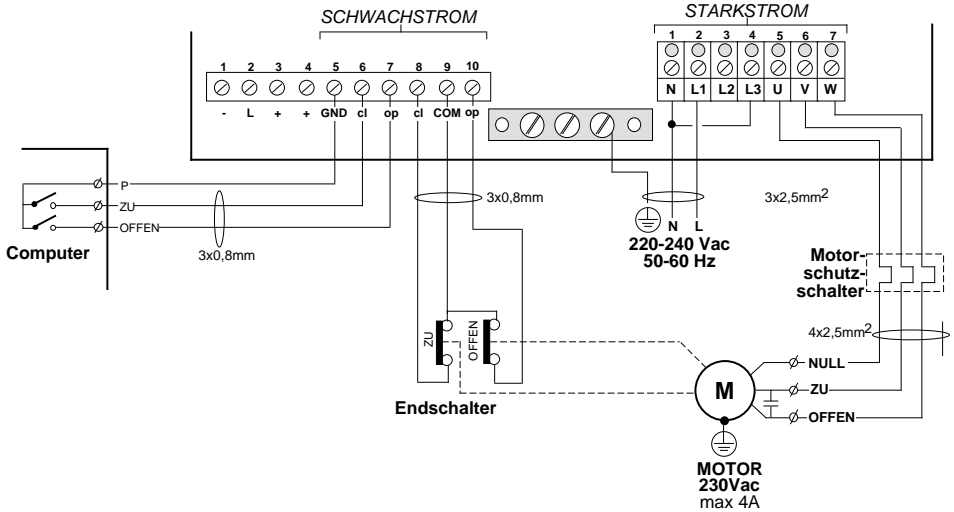 SCHWACHSTROM
STARKSTROM
1 2 3 4 5 6 7 8 9 10
- L + + GND cl op cl COM op
1 2 3 4 5 6 7
N L1 L2 L3 U V W
P
ZU
OFFEN
Computer
3x0,8mm
3x0,8mm
3x2,5mm2
N L
220-240 Vac
50-60 Hz
Motor-
schutz-
schalter
4x2,5mm2
ZU
OFFEN
Endschalter
M
NULL
ZU
OFFEN
MOTOR
230Vac
max 4A